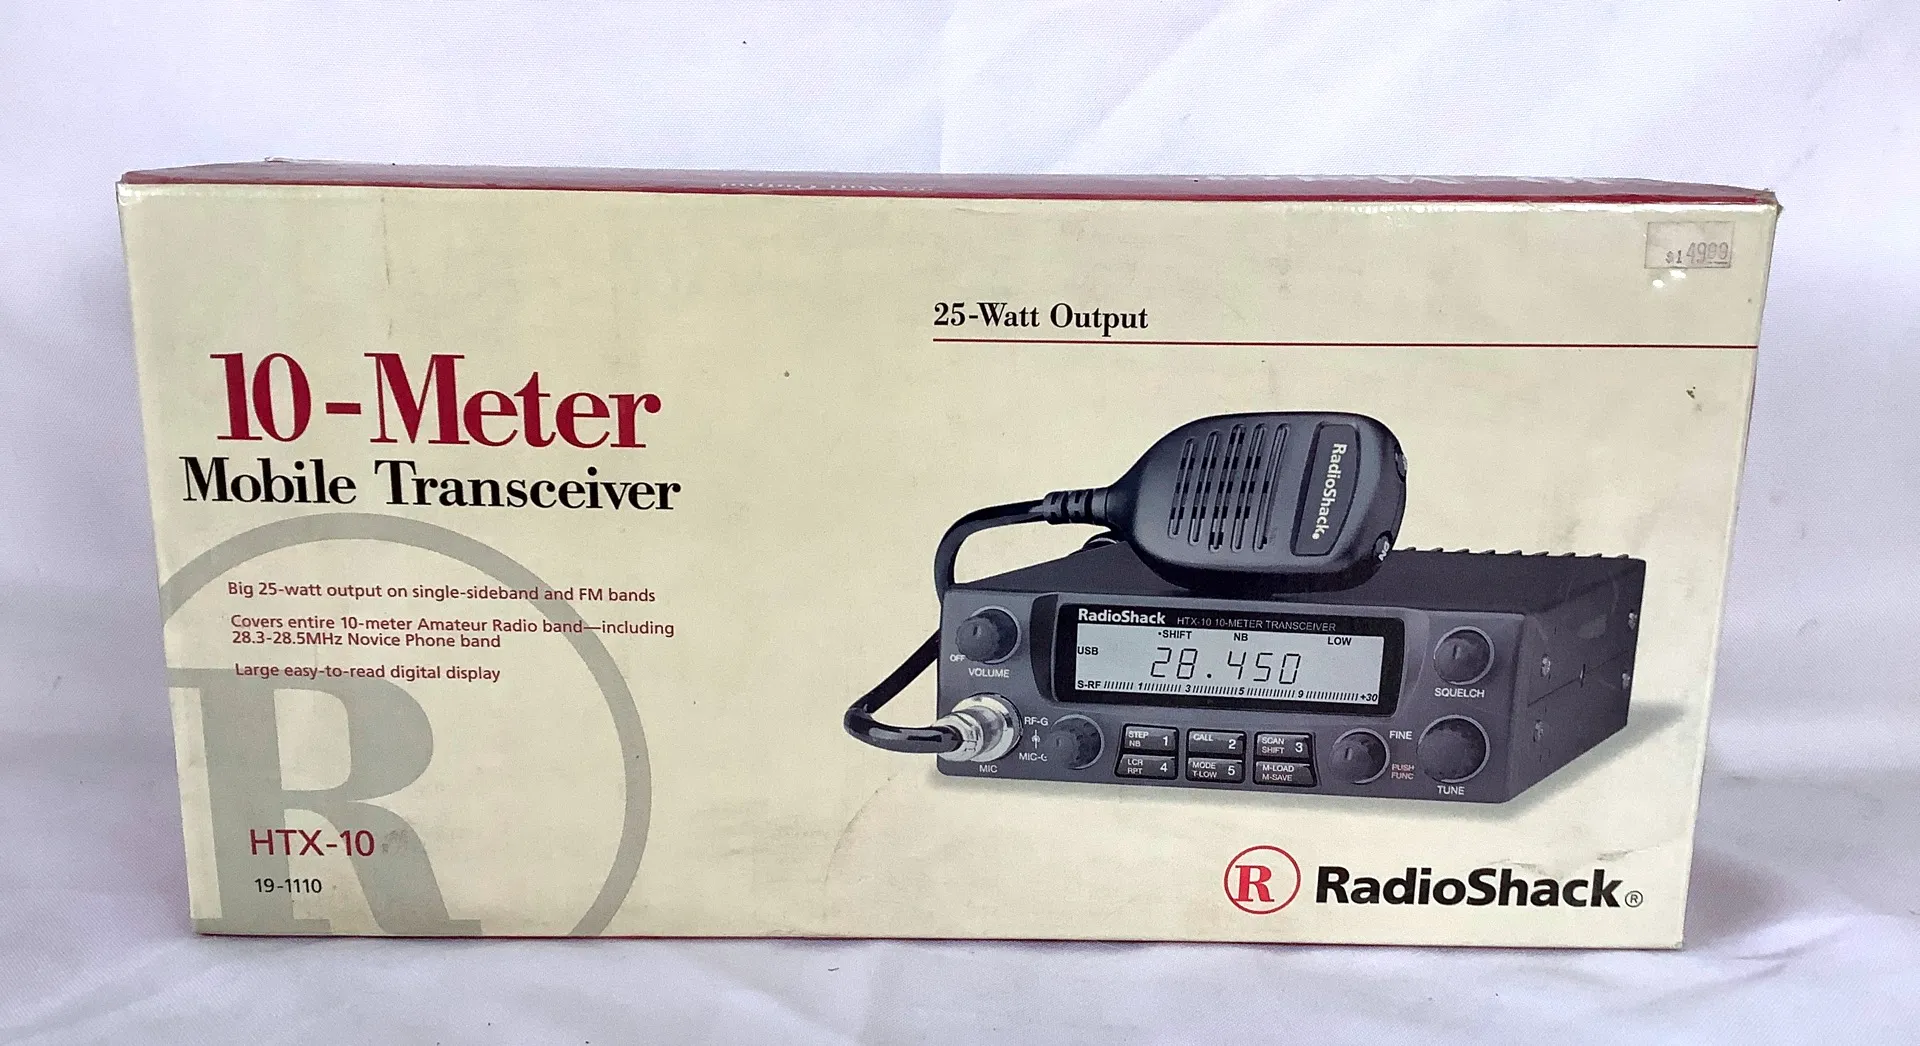 $149.99
25-Watt Output
10-Meter
Mobile Transceiver
Big 25-watt output on single-sideband and FM bands
Covers entire 10-meter Amateur Radio band—including
28.3-28.5MHz Novice Phone band
Large easy-to-read digital display
HTX-10
19-1110
RadioShack®
RadioShack HTX-10 10-METER TRANSCEIVER
•SHIFT NB LOW
USB
28.450
S-RF 1 3 5 9 +30
OFF
VOLUME
SQUELCH
RF-G
MIC-G
MIC
STEP NB 1
CALL 2
SCAN SHIFT 3
LCR RPT 4
MODE T-LOW 5
M-LOAD M-SAVE
FINE
PUSH
FUNC
TUNE
R RadioShack®